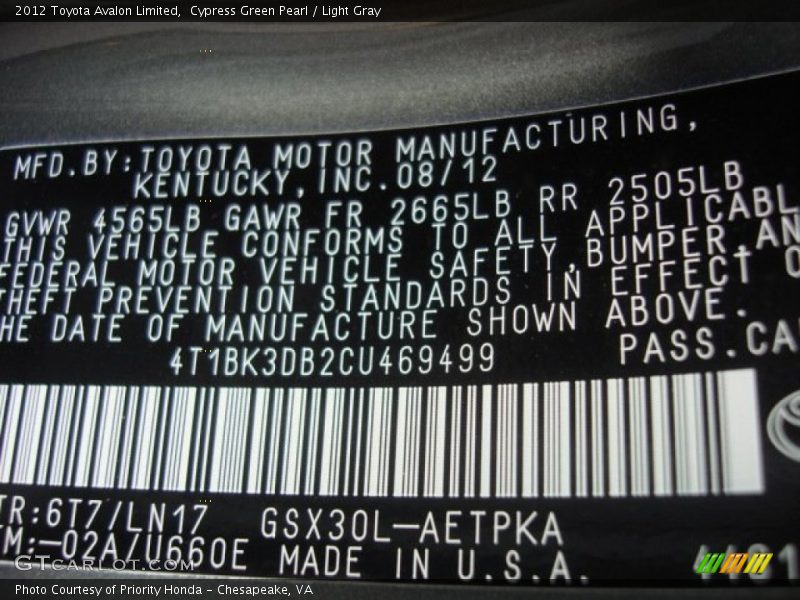 2012 Toyota Avalon Limited, Cypress Green Pearl / Light Gray
MFD.BY:TOYOTA MOTOR MANUFACTURING,
KENTUCKY,INC.08/12
GVWR 4565LB GAWR FR 2665LB RR 2505LB
THIS VEHICLE CONFORMS TO ALL APPLICABL
FEDERAL MOTOR VEHICLE SAFETY,BUMPER,AN
THEFT PREVENTION STANDARDS IN EFFECT O
HE DATE OF MANUFACTURE SHOWN ABOVE.
4T1BK3DB2CU469499 PASS.CA
TR:6T7/LN17 GSX30L-AETPKA
TM:-02A/U660E MADE IN U.S.A.
GTcarlot.com
Photo Courtesy of Priority Honda - Chesapeake, VA